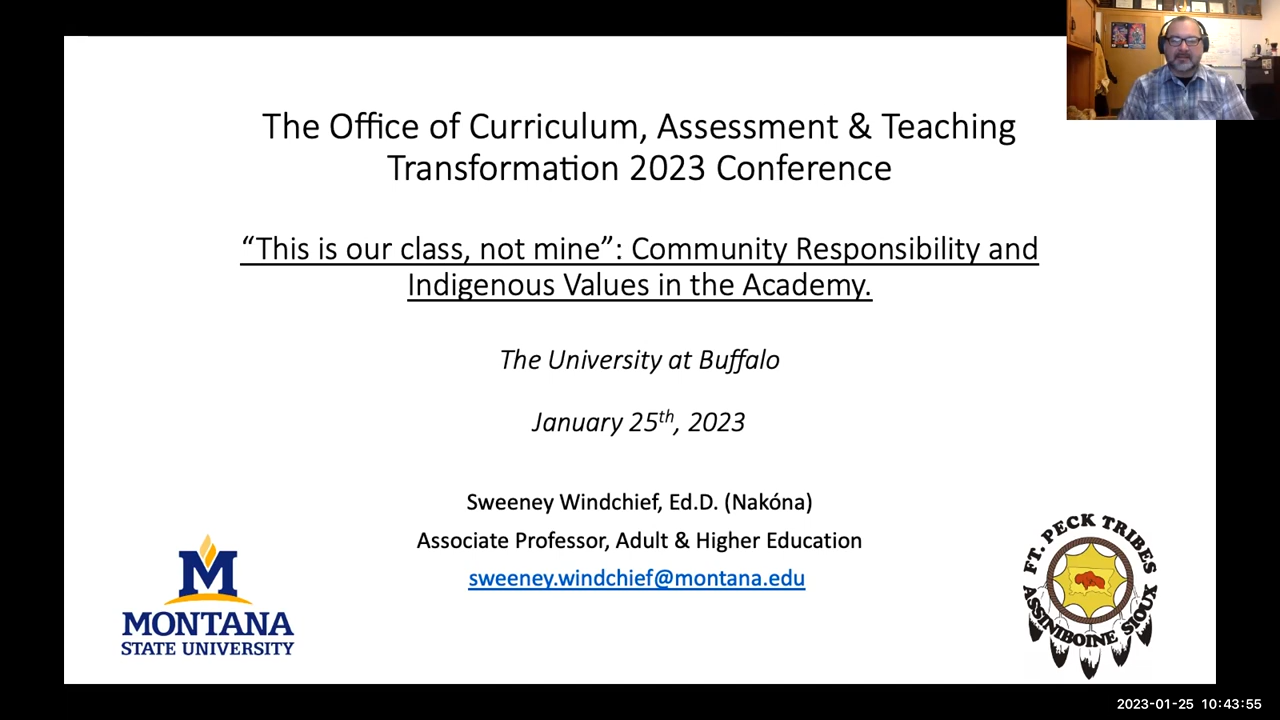 The Office of Curriculum, Assessment & Teaching
Transformation 2023 Conference
“This is our class, not mine”: Community Responsibility and
Indigenous Values in the Academy.
The University at Buffalo
January 25th, 2023
Sweeney Windchief, Ed.D. (Nakóna)
Associate Professor, Adult & Higher Education
sweeney.windchief@montana.edu
M
MONTANA
STATE UNIVERSITY
FT. PECK TRIBES
ASSINIBOINE SIOUX
2023-01-25 10:43:55